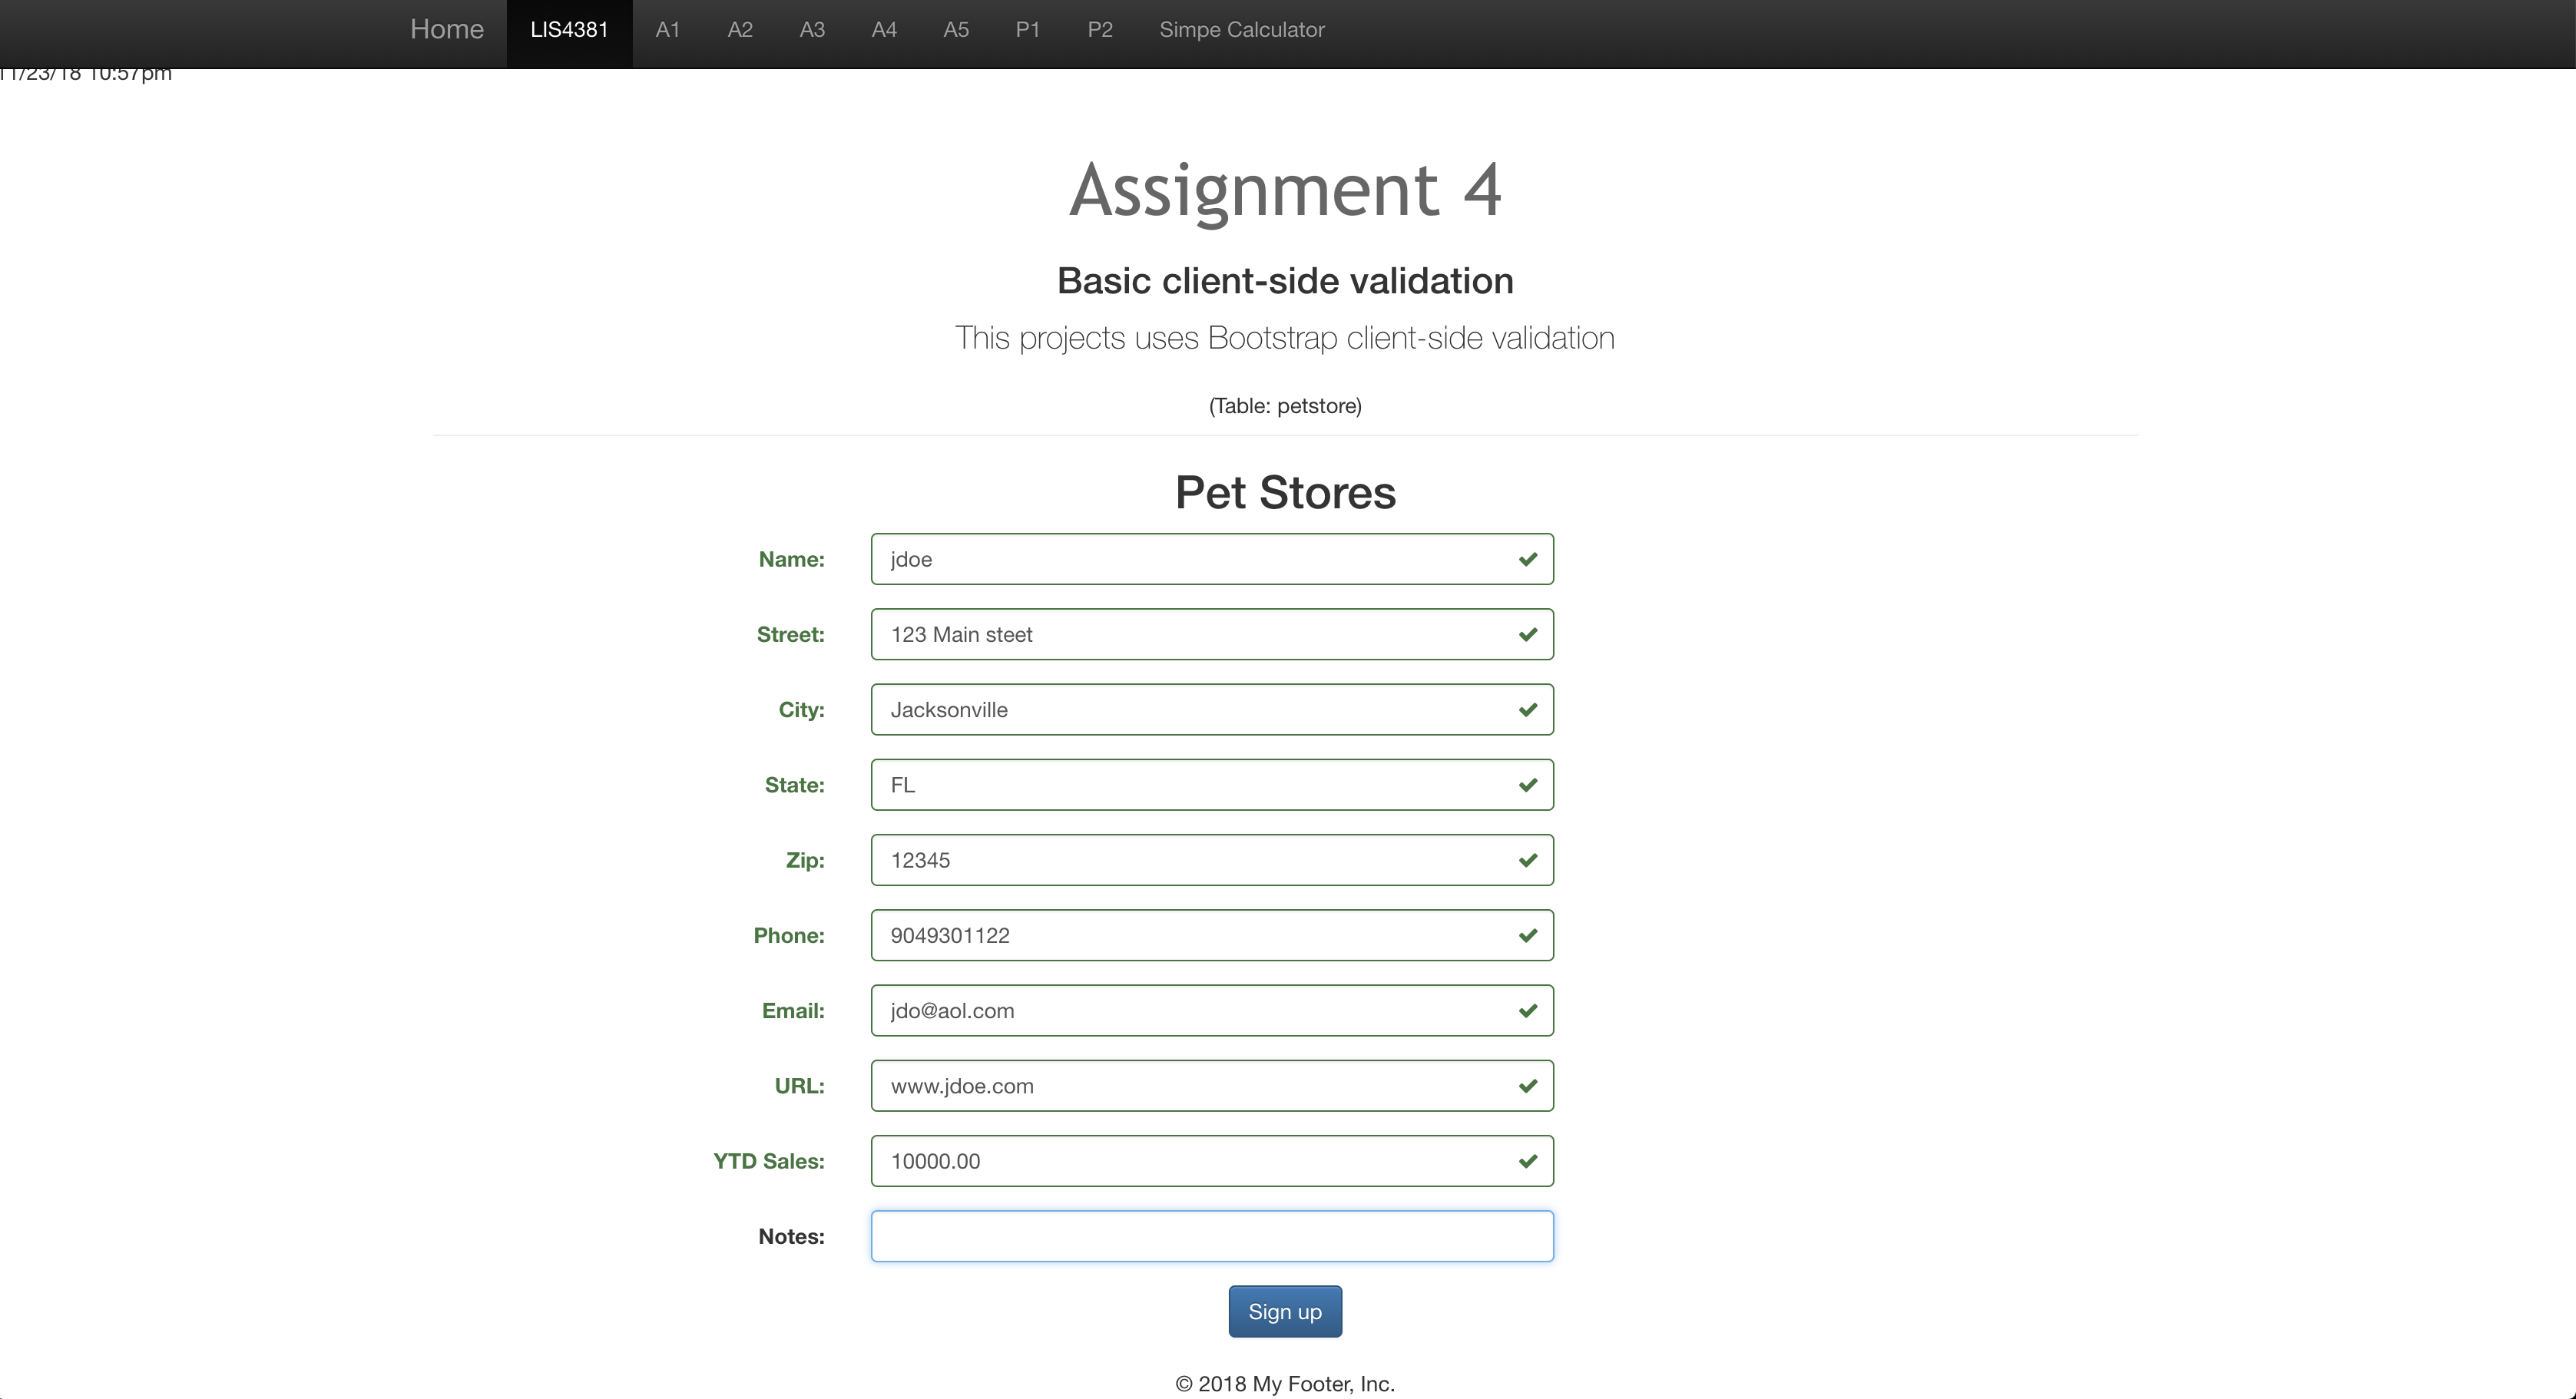 Home LIS4381 A1 A2 A3 A4 A5 P1 P2 Simpe Calculator
11/23/18 10:57pm
Assignment 4
Basic client-side validation
This projects uses Bootstrap client-side validation
(Table: petstore)
Pet Stores
Name: jdoe
Street: 123 Main steet
City: Jacksonville
State: FL
Zip: 12345
Phone: 9049301122
Email: jdo@aol.com
URL: www.jdoe.com
YTD Sales: 10000.00
Notes:
Sign up
© 2018 My Footer, Inc.